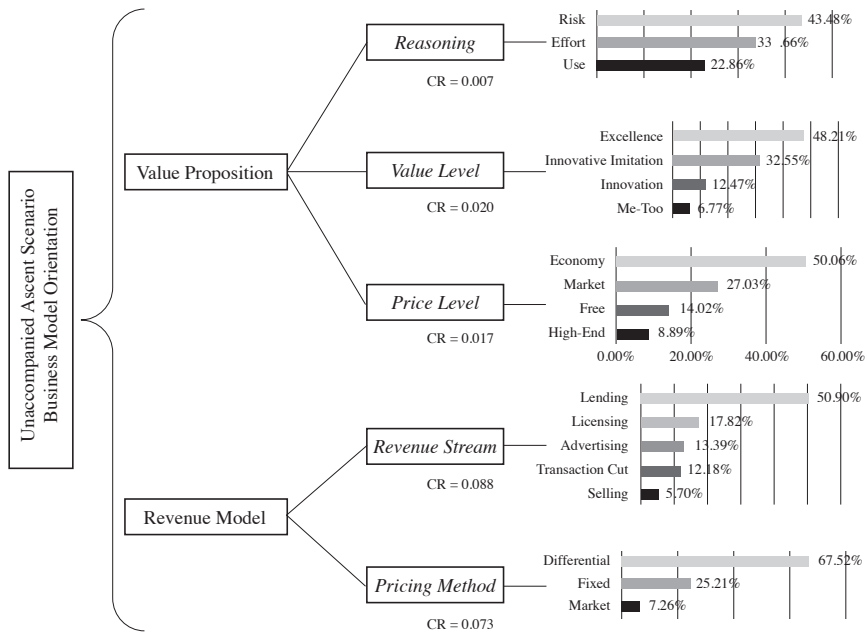 Unaccompanied Ascent Scenario
Business Model Orientation
Value Proposition
Reasoning
CR = 0.007
Risk 43.48%
Effort 33 .66%
Use 22.86%
Value Level
CR = 0.020
Excellence 48.21%
Innovative Imitation 32.55%
Innovation 12.47%
Me-Too 6.77%
Price Level
CR = 0.017
Economy 50.06%
Market 27.03%
Free 14.02%
High-End 8.89%
0.00% 20.00% 40.00% 60.00%
Revenue Model
Revenue Stream
CR = 0.088
Lending 50.90%
Licensing 17.82%
Advertising 13.39%
Transaction Cut 12.18%
Selling 5.70%
Pricing Method
CR = 0.073
Differential 67.52%
Fixed 25.21%
Market 7.26%